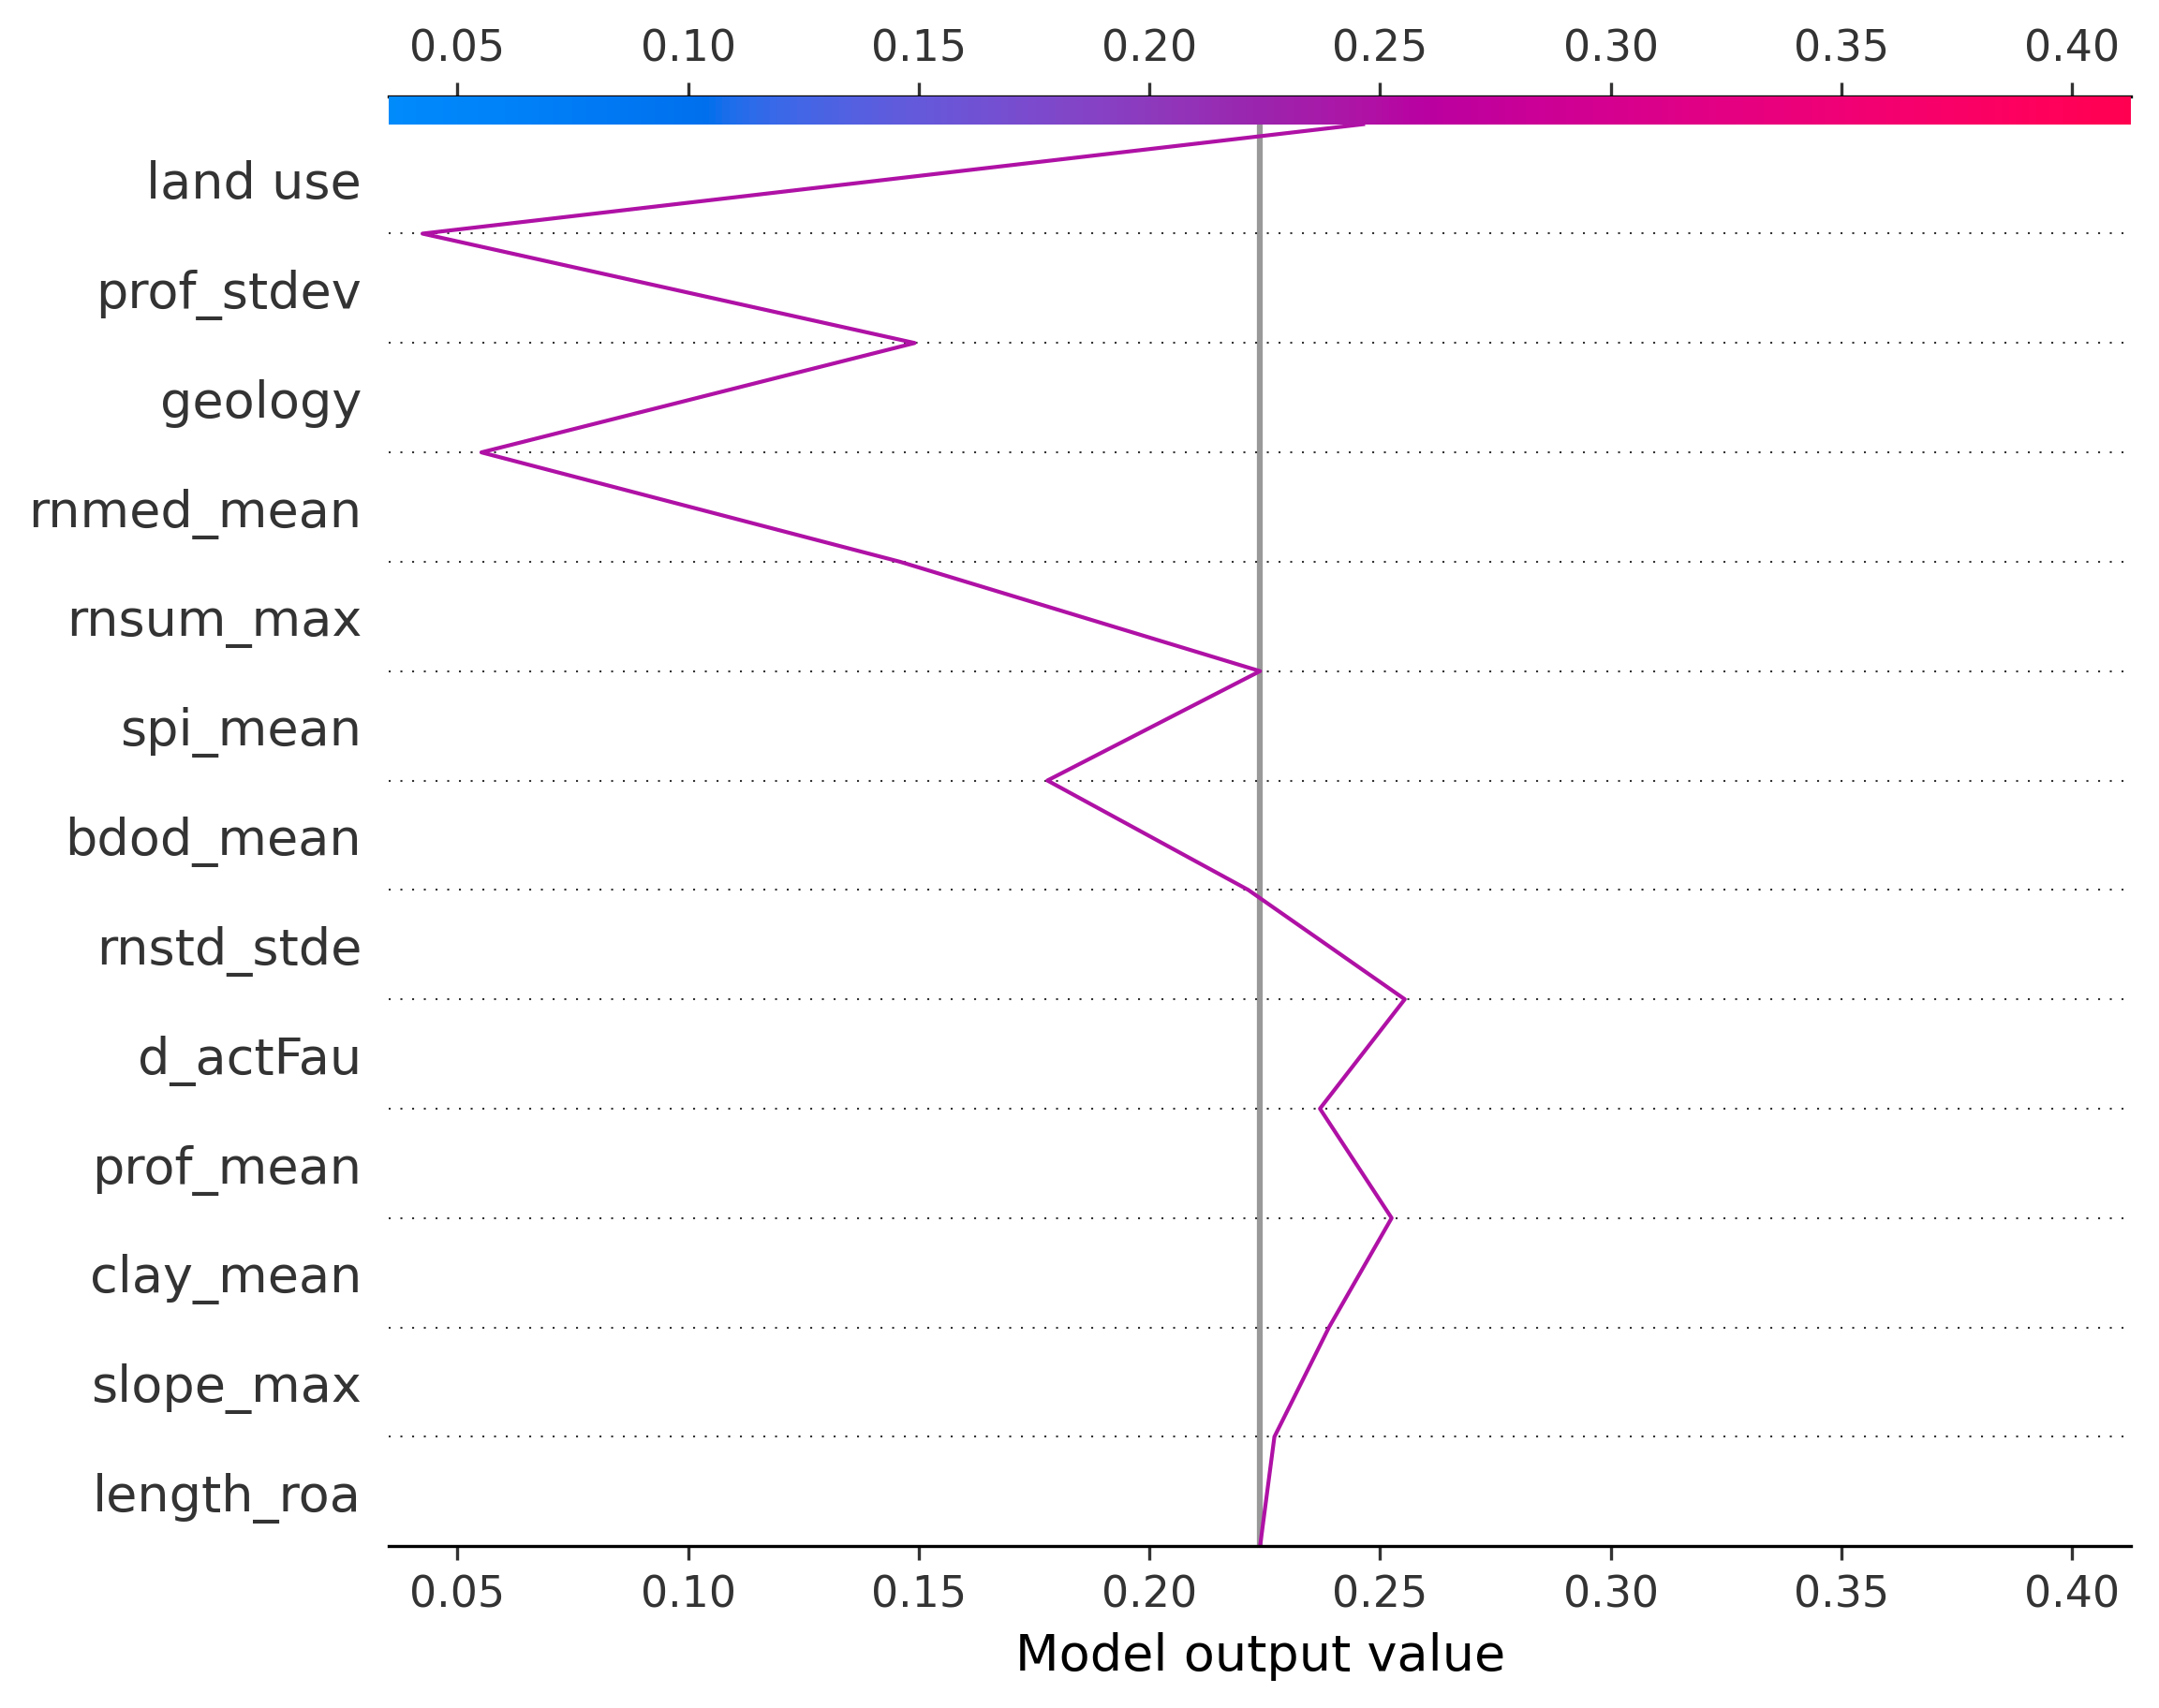 0.05 0.10 0.15 0.20 0.25 0.30 0.35 0.40
land use
prof_stdev
geology
rnmed_mean
rnsum_max
spi_mean
bdod_mean
rnstd_stde
d_actFau
prof_mean
clay_mean
slope_max
length_roa
0.05 0.10 0.15 0.20 0.25 0.30 0.35 0.40
Model output value